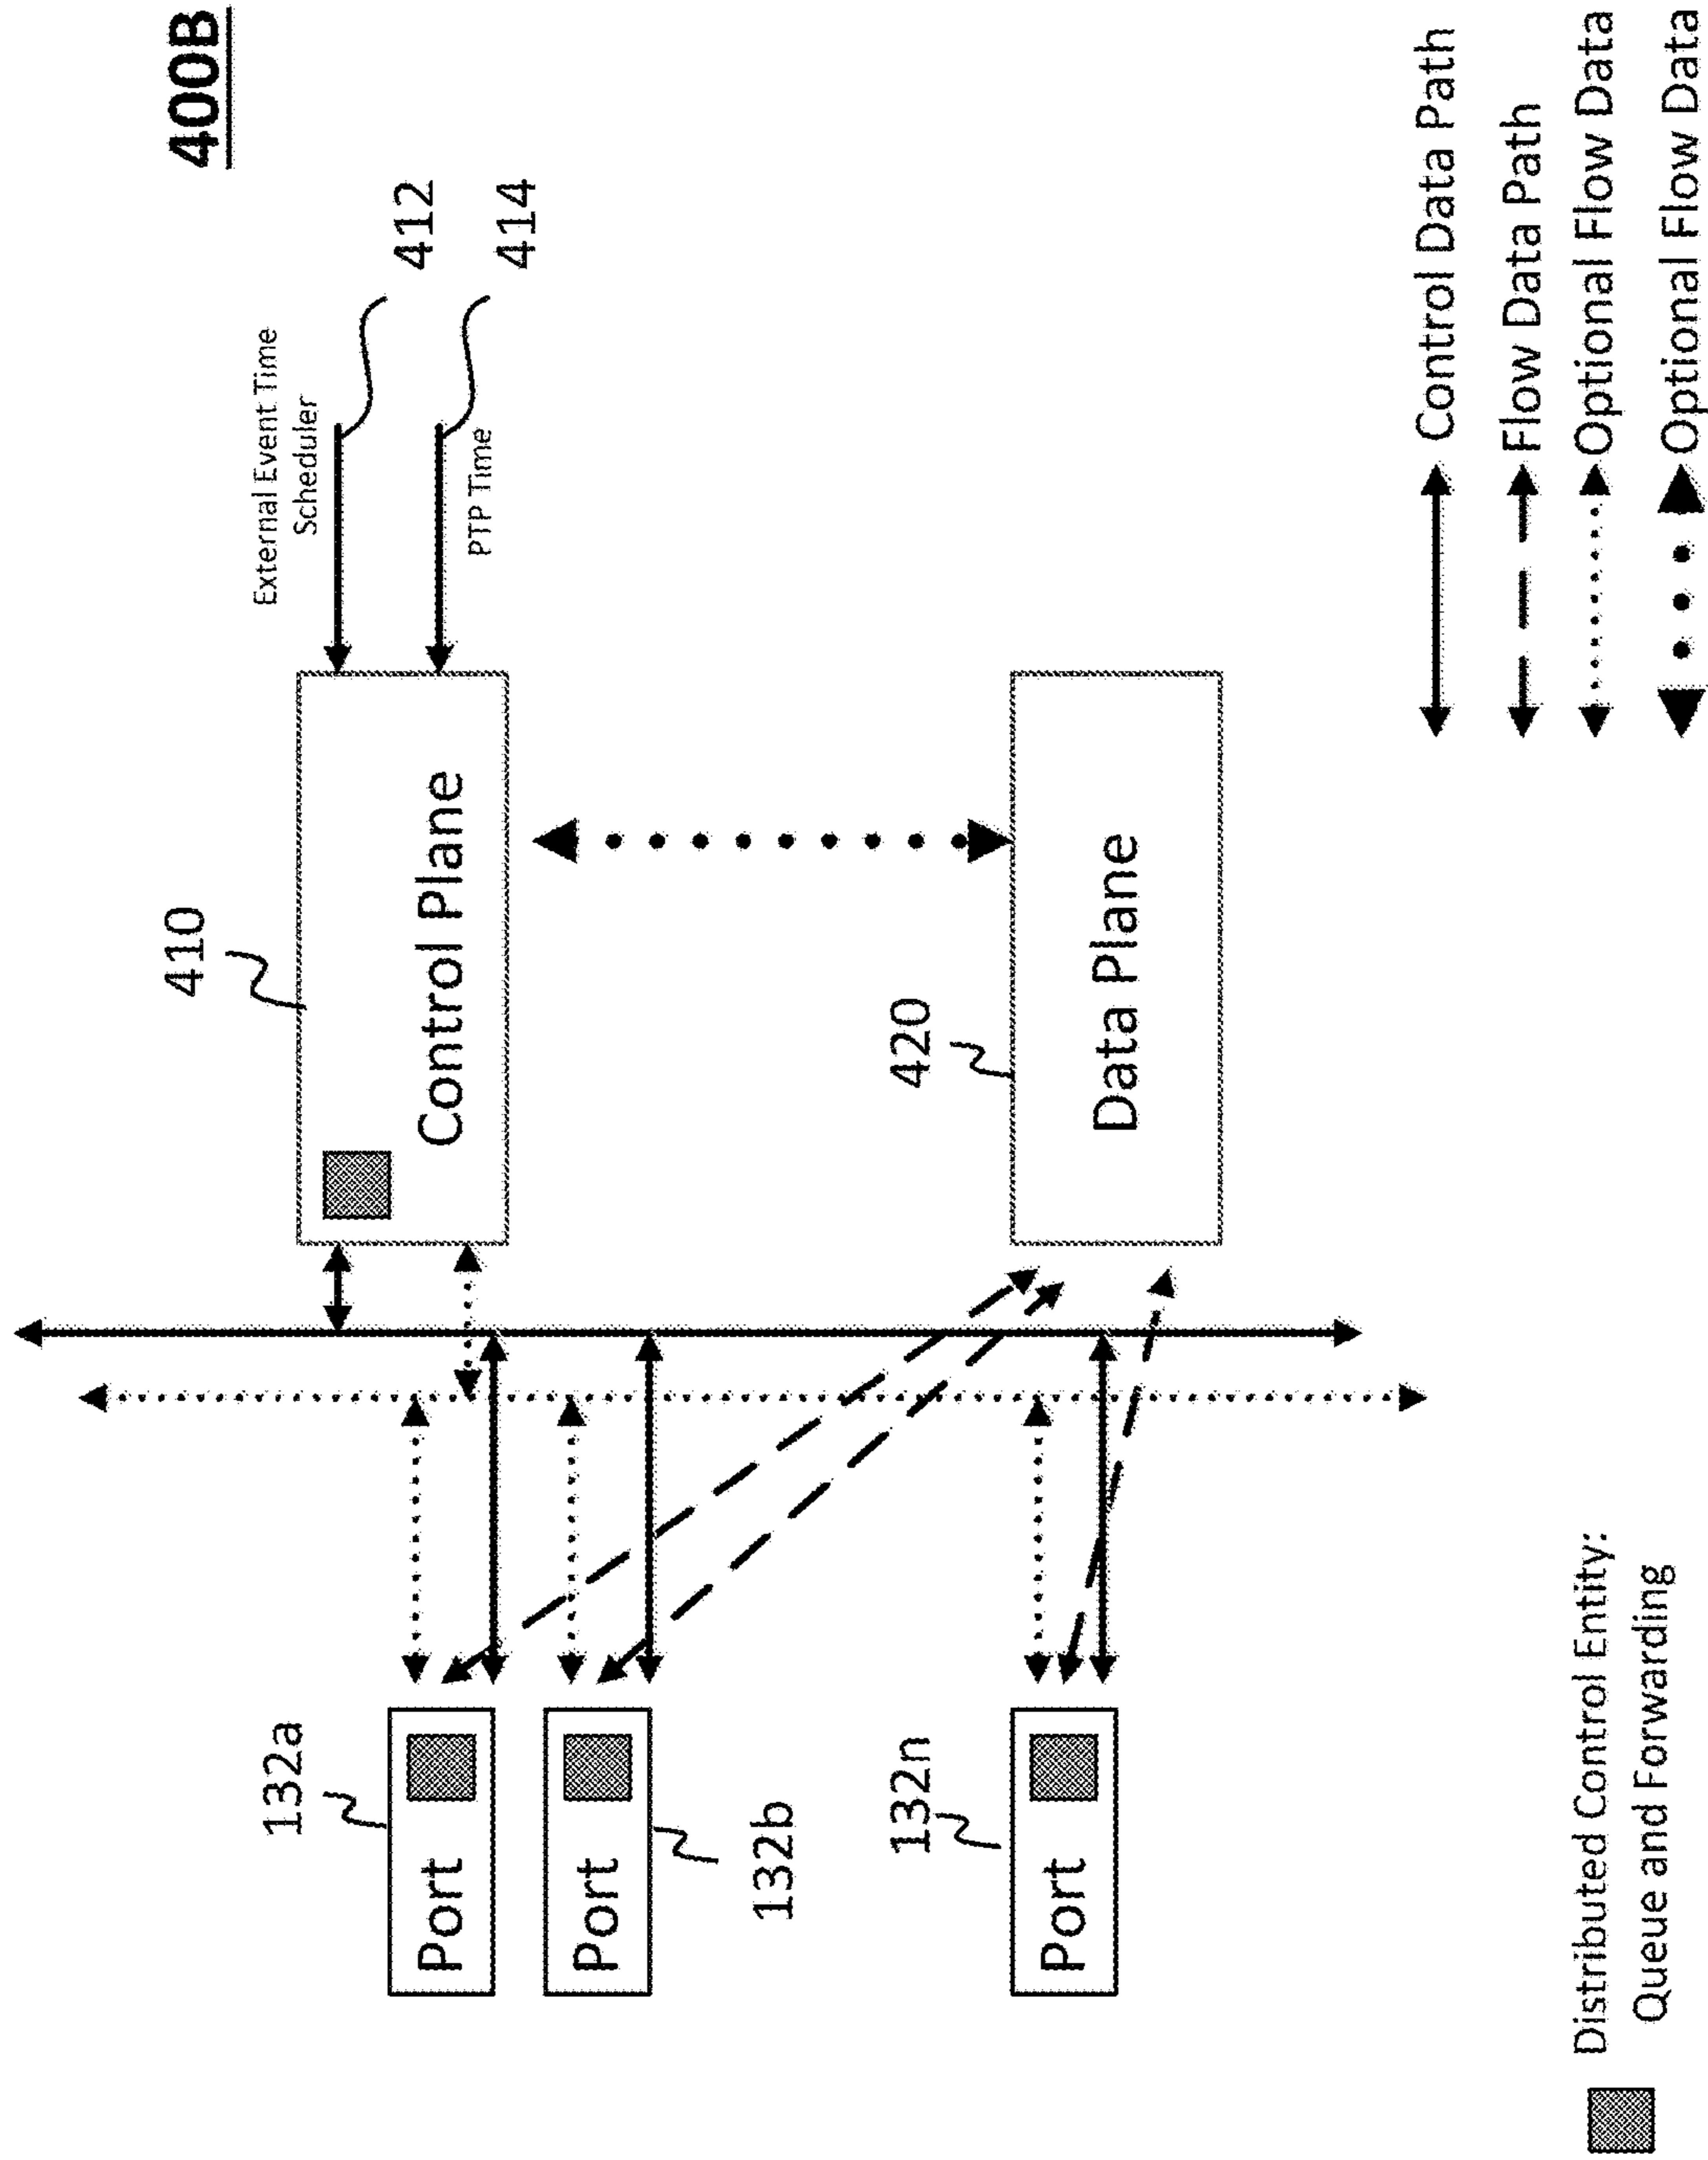 400B
410
External Event Time
Scheduler
412
Control Plane
PTP Time
414
132a
Port
Port
132b
420
Data Plane
132n
Port
Control Data Path
Flow Data Path
Optional Flow Data
Optional Flow Data
Distributed Control Entity:
Queue and Forwarding